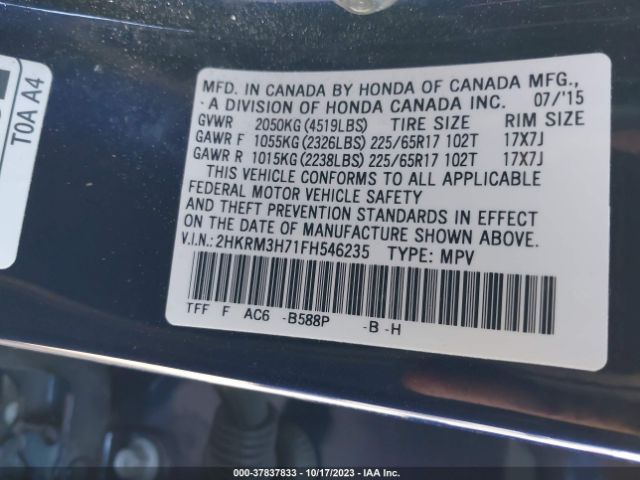 T0A A4
MFD. IN CANADA BY HONDA OF CANADA MFG.,
A DIVISION OF HONDA CANADA INC. 07/'15
GVWR 2050KG (4519LBS) TIRE SIZE RIM SIZE
GAWR F 1055KG (2326LBS) 225/65R17 102T 17X7J
GAWR R 1015KG (2238LBS) 225/65R17 102T 17X7J
THIS VEHICLE CONFORMS TO ALL APPLICABLE
FEDERAL MOTOR VEHICLE SAFETY
AND THEFT PREVENTION STANDARDS IN EFFECT
ON THE DATE OF MANUFACTURE SHOWN ABOVE.
V.I.N.: 2HKRM3H71FH546235 TYPE: MPV
TFF F AC6 -B588P -B -H
000-37837833 - 10/17/2023 - IAA Inc.